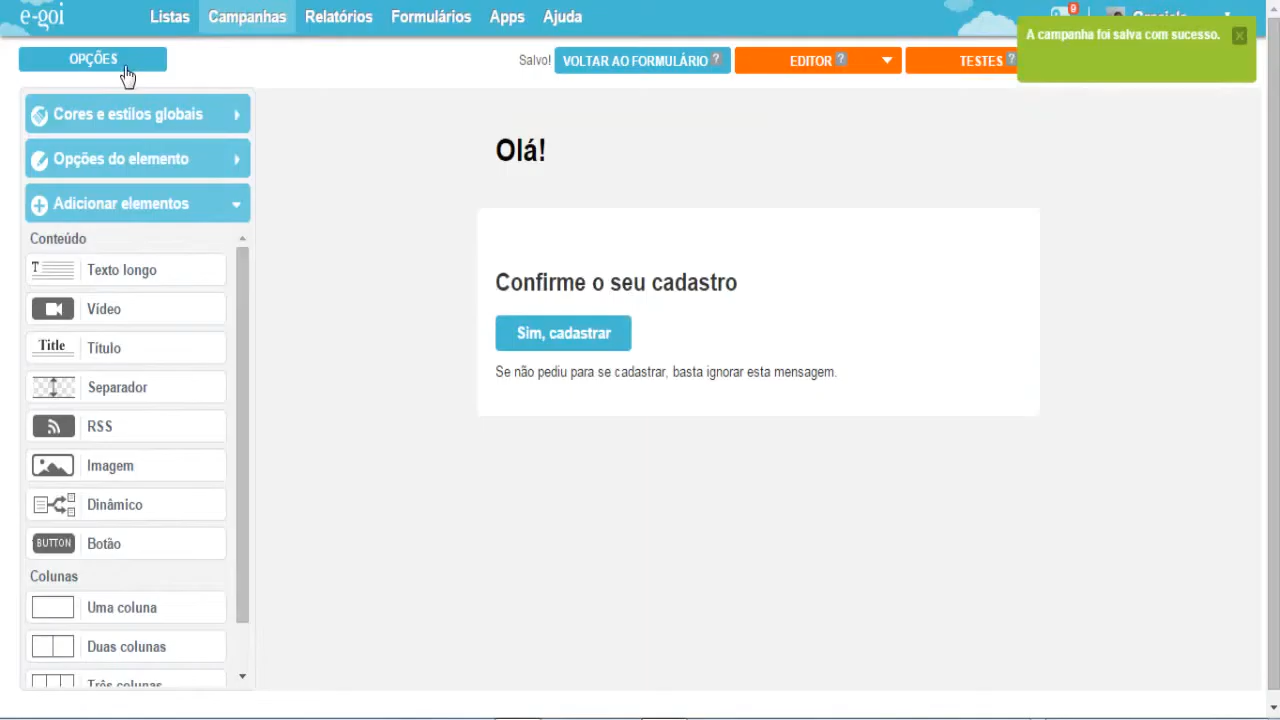 e-goi
Listas
Campanhas
Relatórios
Formulários
Apps
Ajuda
9
A campanha foi salva com sucesso.
x
OPÇÕES
Salvo!
VOLTAR AO FORMULÁRIO ?
EDITOR ?
TESTES ?
Cores e estilos globais
Opções do elemento
Adicionar elementos
Conteúdo
T Texto longo
Vídeo
Title Título
Separador
RSS
Imagem
Dinâmico
BUTTON Botão
Colunas
Uma coluna
Duas colunas
Três colunas
Olá!
Confirme o seu cadastro
Sim, cadastrar
Se não pediu para se cadastrar, basta ignorar esta mensagem.